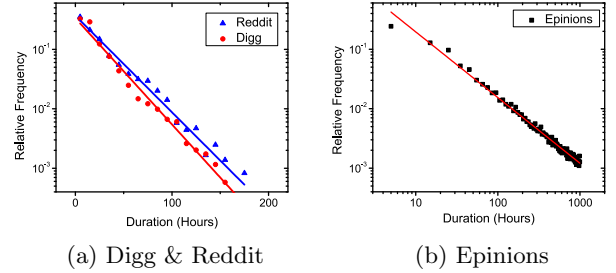 Relative Frequency
10⁻¹
10⁻²
10⁻³
0
100
200
Duration (Hours)
Reddit
Digg
(a) Digg & Reddit
Relative Frequency
10⁻¹
10⁻²
10⁻³
10
100
1000
Duration (Hours)
Epinions
(b) Epinions